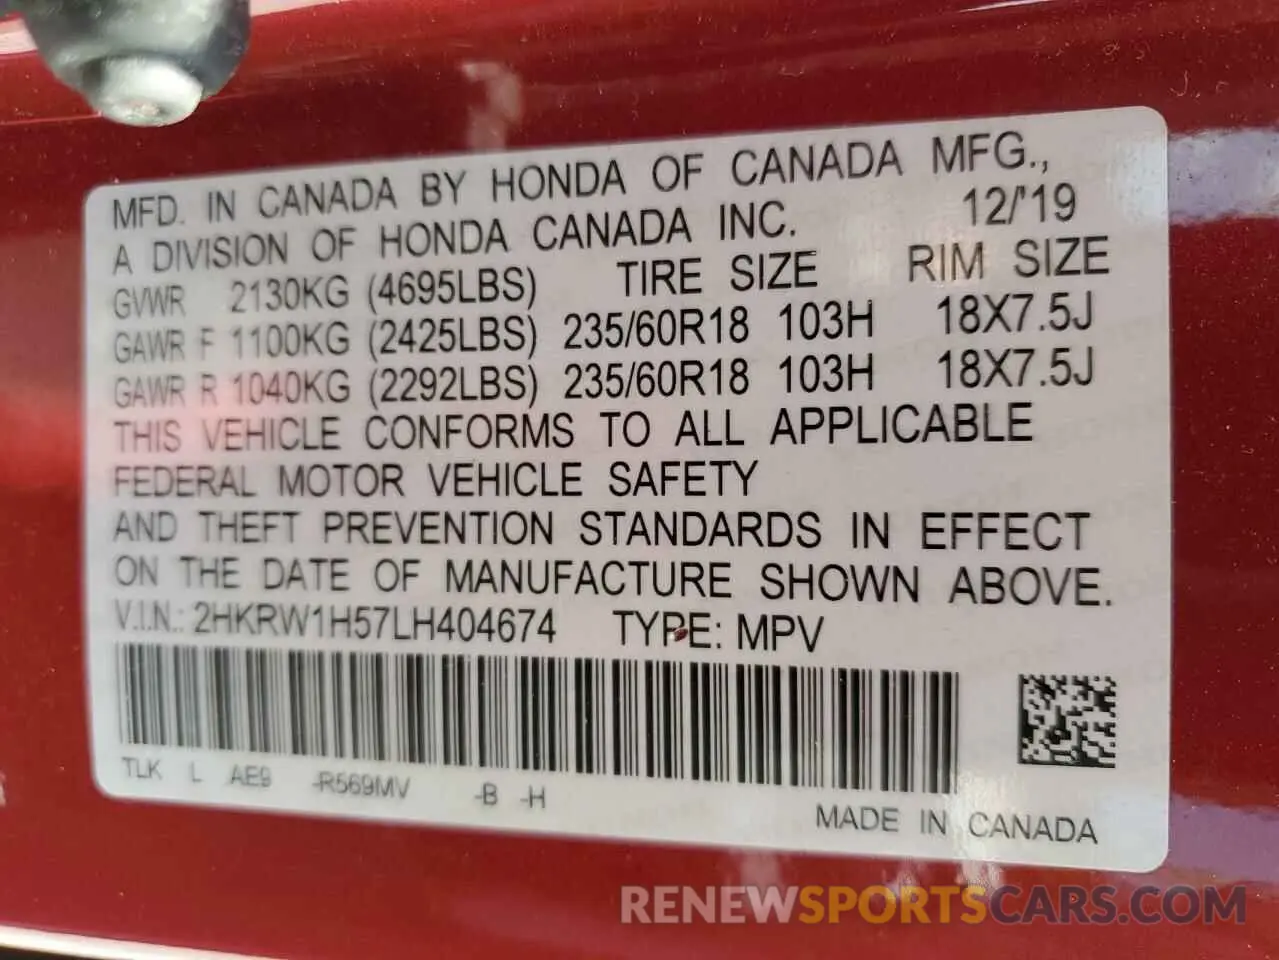 MFD. IN CANADA BY HONDA OF CANADA MFG.,
A DIVISION OF HONDA CANADA INC. 12/'19
GVWR 2130KG (4695LBS) TIRE SIZE RIM SIZE
GAWR F 1100KG (2425LBS) 235/60R18 103H 18X7.5J
GAWR R 1040KG (2292LBS) 235/60R18 103H 18X7.5J
THIS VEHICLE CONFORMS TO ALL APPLICABLE
FEDERAL MOTOR VEHICLE SAFETY
AND THEFT PREVENTION STANDARDS IN EFFECT
ON THE DATE OF MANUFACTURE SHOWN ABOVE.
V.I.N.: 2HKRW1H57LH404674 TYPE: MPV
TLK L AE9 -R569MV -B -H
MADE IN CANADA
RENEWSPORTSCARS.COM